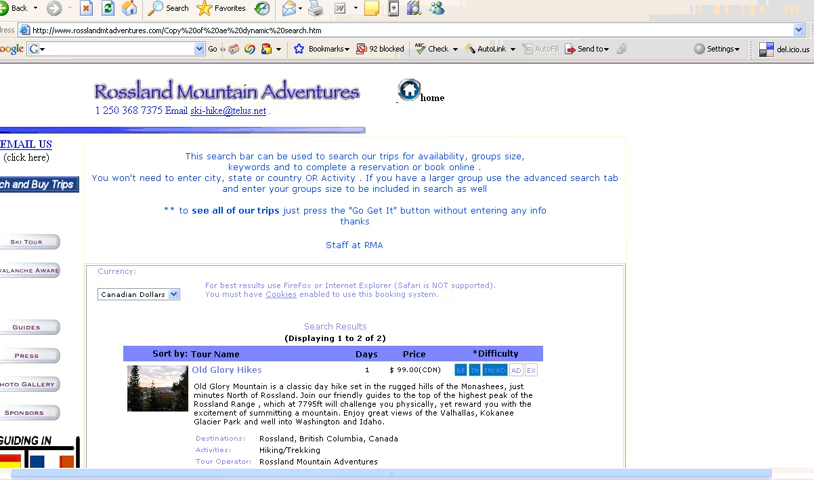 Back
Search
Favorites
http://www.rosslandmtadventures.com/Copy%20of%20ae%20dynamic%20search.htm
oogle
G
Go
Bookmarks
92 blocked
Check
AutoLink
AutoFill
Send to
Settings
del.icio.us
Rossland Mountain Adventures
home
1 250 368 7375 Email ski-hike@telus.net .
EMAIL US
(click here)
ch and Buy Trips
SKI TOUR
VALANCHE AWARE
GUIDES
PRESS
HOTO GALLERY
SPONSORS
GUIDING IN
This search bar can be used to search our trips for availability, groups size,
keywords and to complete a reservation or book online .
You won't need to enter city, state or country OR Activity . If you have a larger group use the advanced search tab
and enter your groups size to be included in search as well
** to see all of our trips just press the "Go Get It" button without entering any info
thanks
Staff at RMA
Currency:
Canadian Dollars
For best results use FireFox or Internet Explorer (Safari is NOT supported).
You must have Cookies enabled to use this booking system.
Search Results
(Displaying 1 to 2 of 2)
Sort by: Tour Name Days Price *Difficulty
Old Glory Hikes 1 $ 99.00(CDN) BE IN IN/AD AD EX
Old Glory Mountain is a classic day hike set in the rugged hills of the Monashees, just
minutes North of Rossland. Join our friendly guides to the top of the highest peak of the
Rossland Range , which at 7795ft will challenge you physically, yet reward you with the
excitement of summitting a mountain. Enjoy great views of the Valhallas, Kokanee
Glacier Park and well into Washington and Idaho.
Destinations: Rossland, British Columbia, Canada
Activities: Hiking/Trekking
Tour Operator: Rossland Mountain Adventures